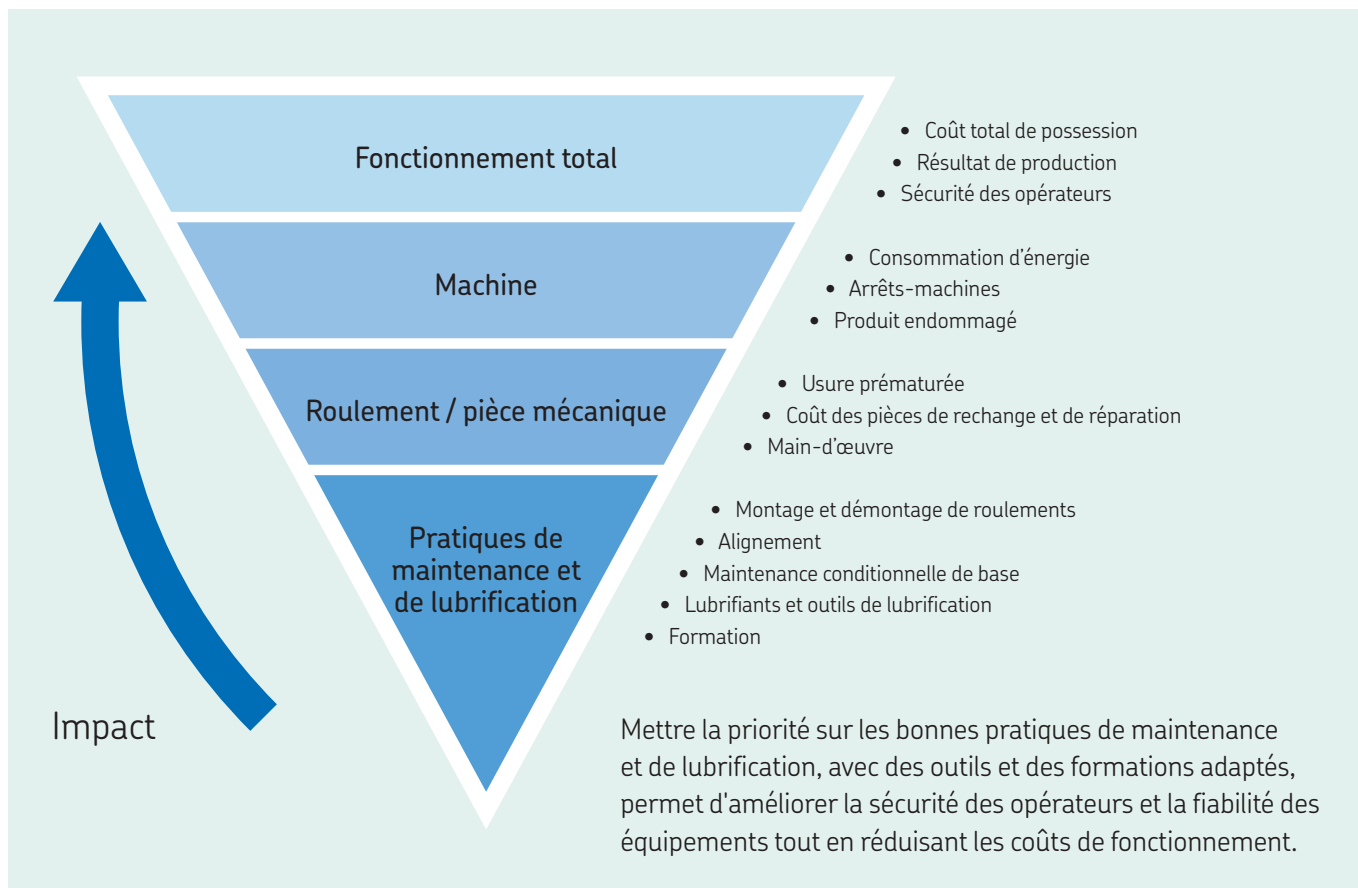 Fonctionnement total
• Coût total de possession
• Résultat de production
• Sécurité des opérateurs
Machine
• Consommation d’énergie
• Arrêts-machines
• Produit endommagé
Roulement / pièce mécanique
• Usure prématurée
• Coût des pièces de rechange et de réparation
• Main-d’œuvre
Pratiques de
maintenance et
de lubrification
• Montage et démontage de roulements
• Alignement
• Maintenance conditionnelle de base
• Lubrifiants et outils de lubrification
• Formation
Impact
Mettre la priorité sur les bonnes pratiques de maintenance
et de lubrification, avec des outils et des formations adaptés,
permet d'améliorer la sécurité des opérateurs et la fiabilité des
équipements tout en réduisant les coûts de fonctionnement.